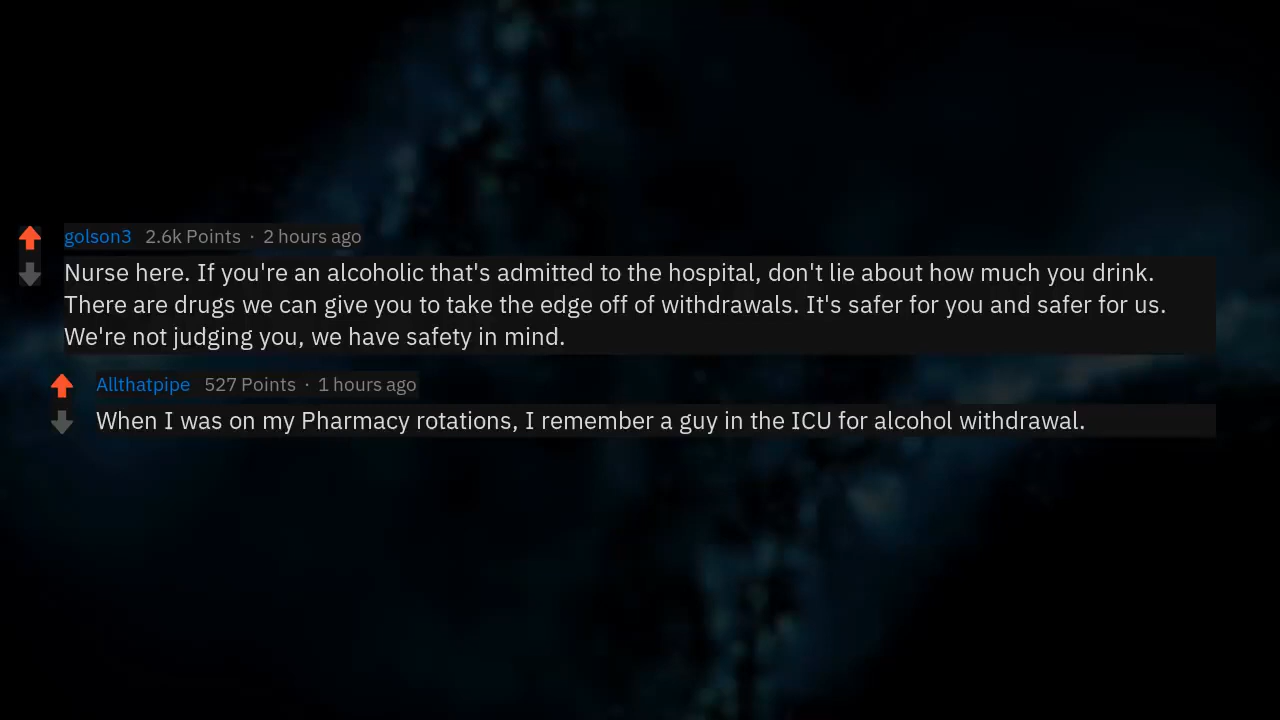 golson3 2.6k Points · 2 hours ago
Nurse here. If you're an alcoholic that's admitted to the hospital, don't lie about how much you drink.
There are drugs we can give you to take the edge off of withdrawals. It's safer for you and safer for us.
We're not judging you, we have safety in mind.
Allthatpipe 527 Points · 1 hours ago
When I was on my Pharmacy rotations, I remember a guy in the ICU for alcohol withdrawal.